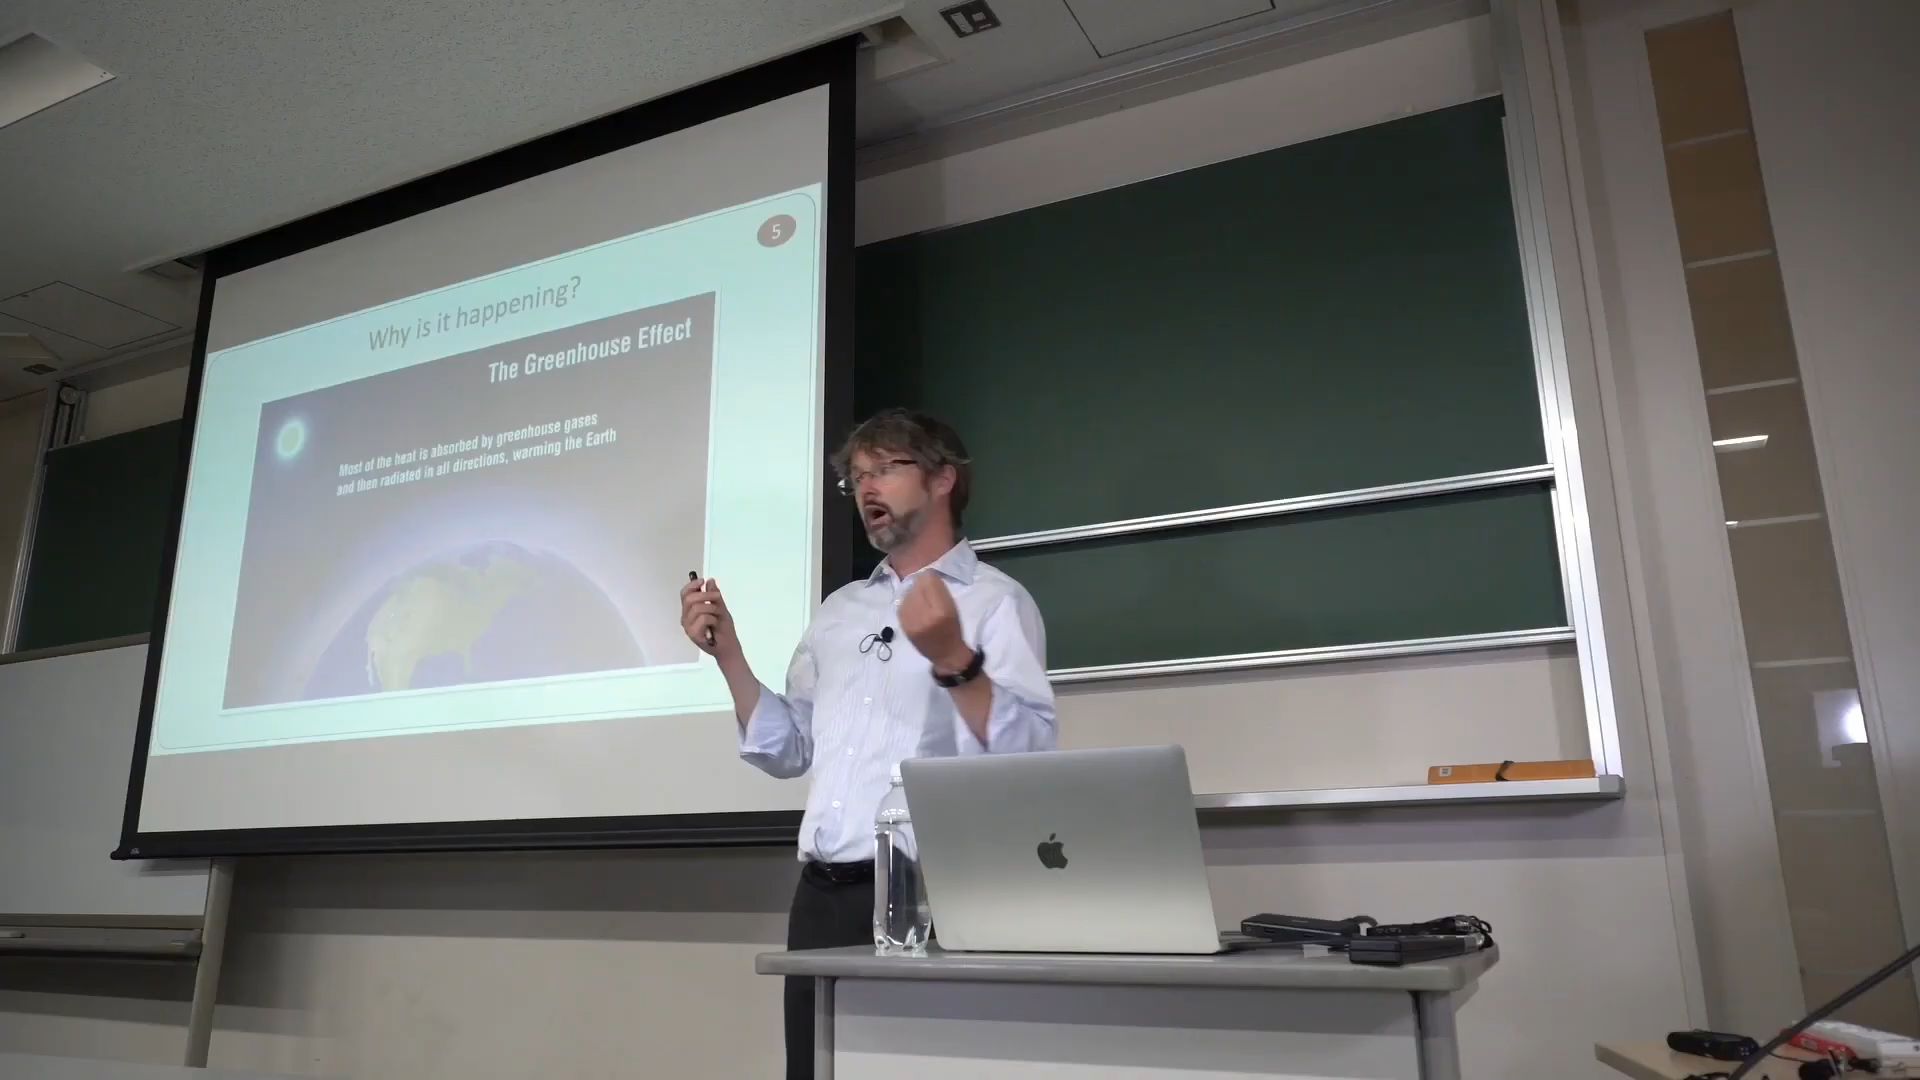 5
Why is it happening?
The Greenhouse Effect
Most of the heat is absorbed by greenhouse gases
and then radiated in all directions, warming the Earth